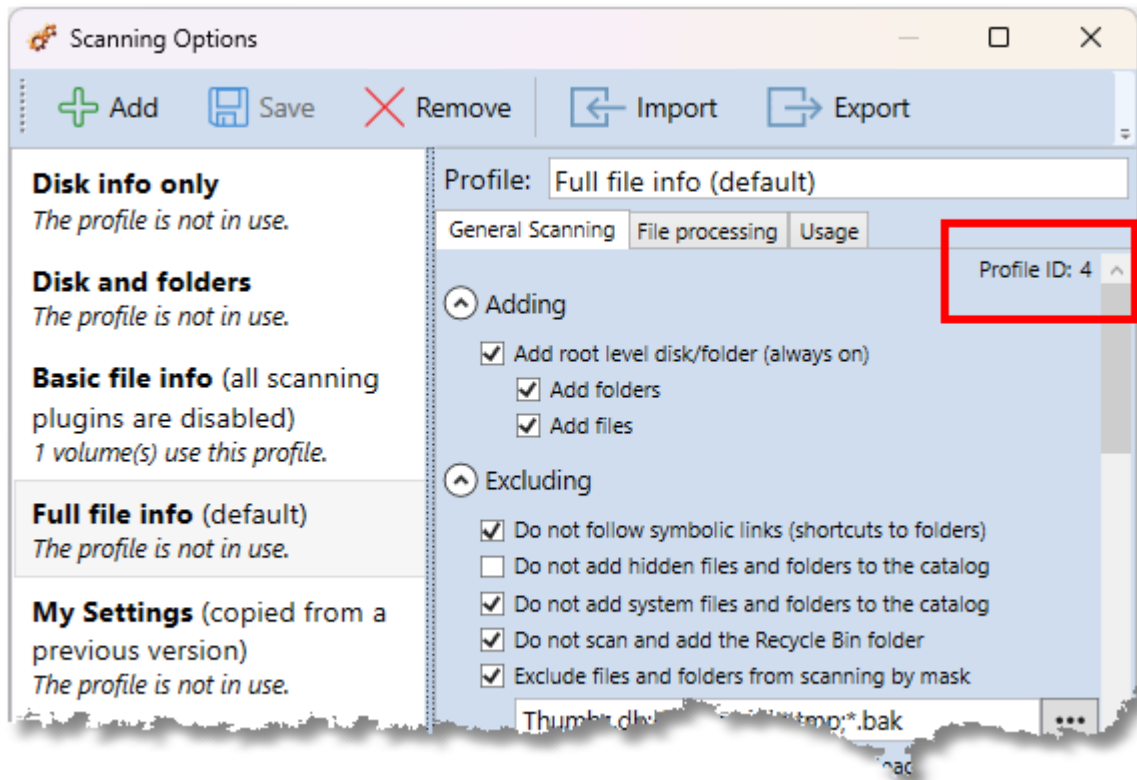 Scanning Options
Add Save Remove Import Export
Disk info only
The profile is not in use.
Disk and folders
The profile is not in use.
Basic file info (all scanning
plugins are disabled)
1 volume(s) use this profile.
Full file info (default)
The profile is not in use.
My Settings (copied from a
previous version)
The profile is not in use.
Profile: Full file info (default)
General Scanning File processing Usage
Profile ID: 4
Adding
Add root level disk/folder (always on)
Add folders
Add files
Excluding
Do not follow symbolic links (shortcuts to folders)
Do not add hidden files and folders to the catalog
Do not add system files and folders to the catalog
Do not scan and add the Recycle Bin folder
Exclude files and folders from scanning by mask
tmp;*.bak